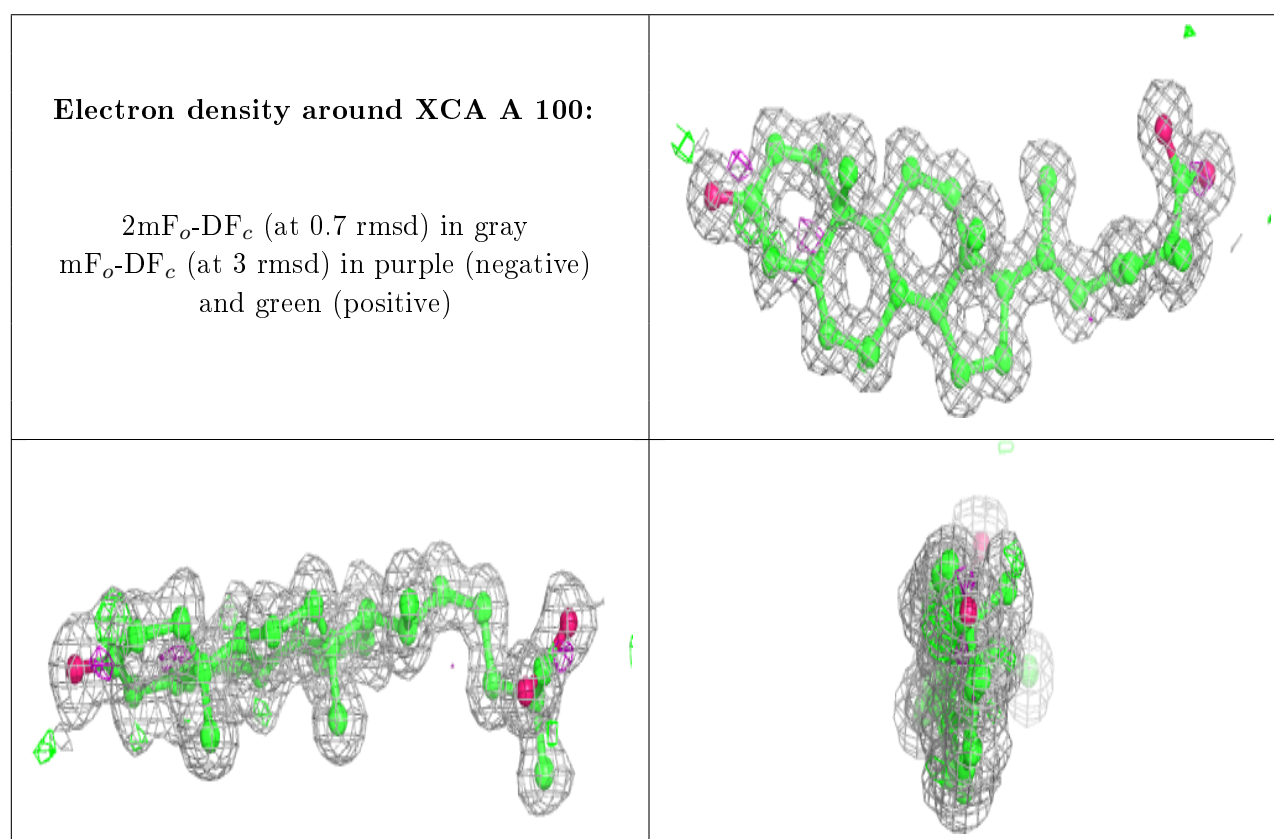 Electron density around XCA A 100:
2mFo-DFc (at 0.7 rmsd) in gray
mFo-DFc (at 3 rmsd) in purple (negative)
and green (positive)